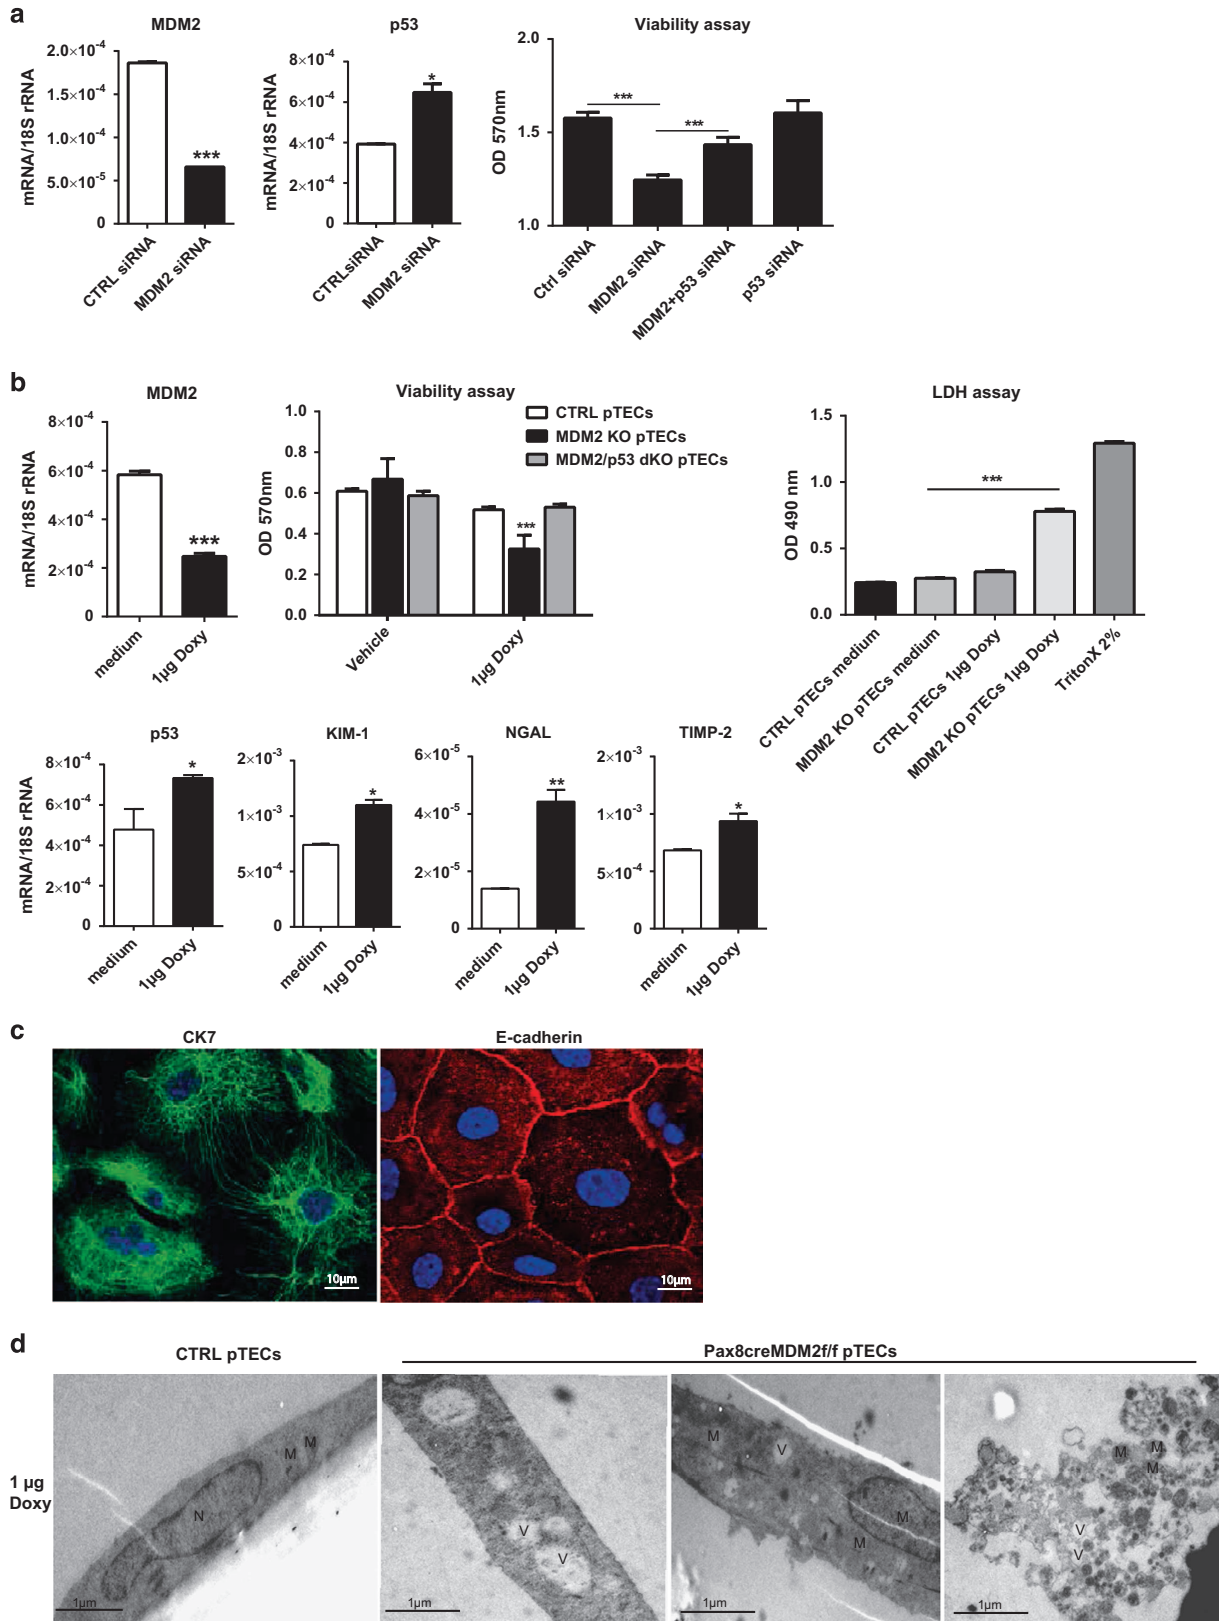 a
MDM2
p53
Viability assay
mRNA/18S rRNA
2.0×10⁻⁴
1.5×10⁻⁴
1.0×10⁻⁴
5.0×10⁻⁵
0
***
CTRL siRNA
MDM2 siRNA
mRNA/18S rRNA
8×10⁻⁴
6×10⁻⁴
4×10⁻⁴
2×10⁻⁴
0
*
CTRLsiRNA
MDM2 siRNA
OD 570nm
2.0
1.5
1.0
***
***
Ctrl siRNA
MDM2 siRNA
MDM2+p53 siRNA
p53 siRNA
b
MDM2
Viability assay
LDH assay
mRNA/18S rRNA
8×10⁻⁴
6×10⁻⁴
4×10⁻⁴
2×10⁻⁴
0
***
medium
1µg Doxy
OD 570nm
1.0
0.8
0.6
0.4
0.2
0.0
CTRL pTECs
MDM2 KO pTECs
MDM2/p53 dKO pTECs
***
Vehicle
1µg Doxy
OD 490 nm
1.5
1.0
0.5
0.0
***
CTRL pTECs medium
MDM2 KO pTECs medium
CTRL pTECs 1µg Doxy
MDM2 KO pTECs 1µg Doxy
TritonX 2%
p53
KIM-1
NGAL
TIMP-2
mRNA/18S rRNA
8×10⁻⁴
6×10⁻⁴
4×10⁻⁴
2×10⁻⁴
0
*
medium
1µg Doxy
2×10⁻³
1×10⁻³
5×10⁻⁴
0
*
medium
1µg Doxy
6×10⁻⁵
4×10⁻⁵
2×10⁻⁵
0
**
medium
1µg Doxy
2×10⁻³
1×10⁻³
5×10⁻⁴
0
*
medium
1µg Doxy
c
CK7
E-cadherin
10µm
10µm
d
CTRL pTECs
Pax8creMDM2f/f pTECs
1 µg
Doxy
M
M
N
1µm
V
V
1µm
M
V
M
M
1µm
M
M
M
V
V
1µm